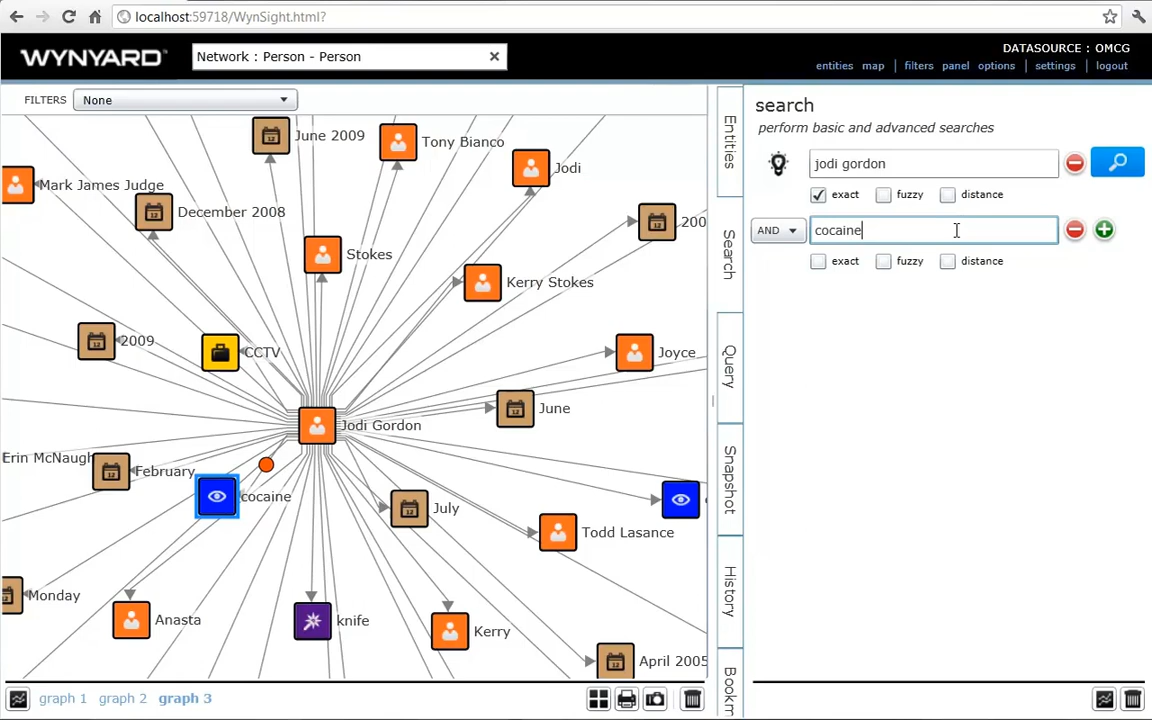 localhost:59718/WynSight.html?
WYNYARD
Network : Person - Person
DATASOURCE : OMCG
entities map filters panel options settings logout
FILTERS None
June 2009
Tony Bianco
Jodi
Mark James Judge
December 2008
200
Stokes
Kerry Stokes
2009
CCTV
Joyce
June
Jodi Gordon
Erin McNaugh
February
cocaine
July
Todd Lasance
Monday
Anasta
knife
Kerry
April 2005
graph 1 graph 2 graph 3
Entities
Search
Query
Snapshot
History
Bookm
search
perform basic and advanced searches
jodi gordon
exact fuzzy distance
AND cocaine
exact fuzzy distance